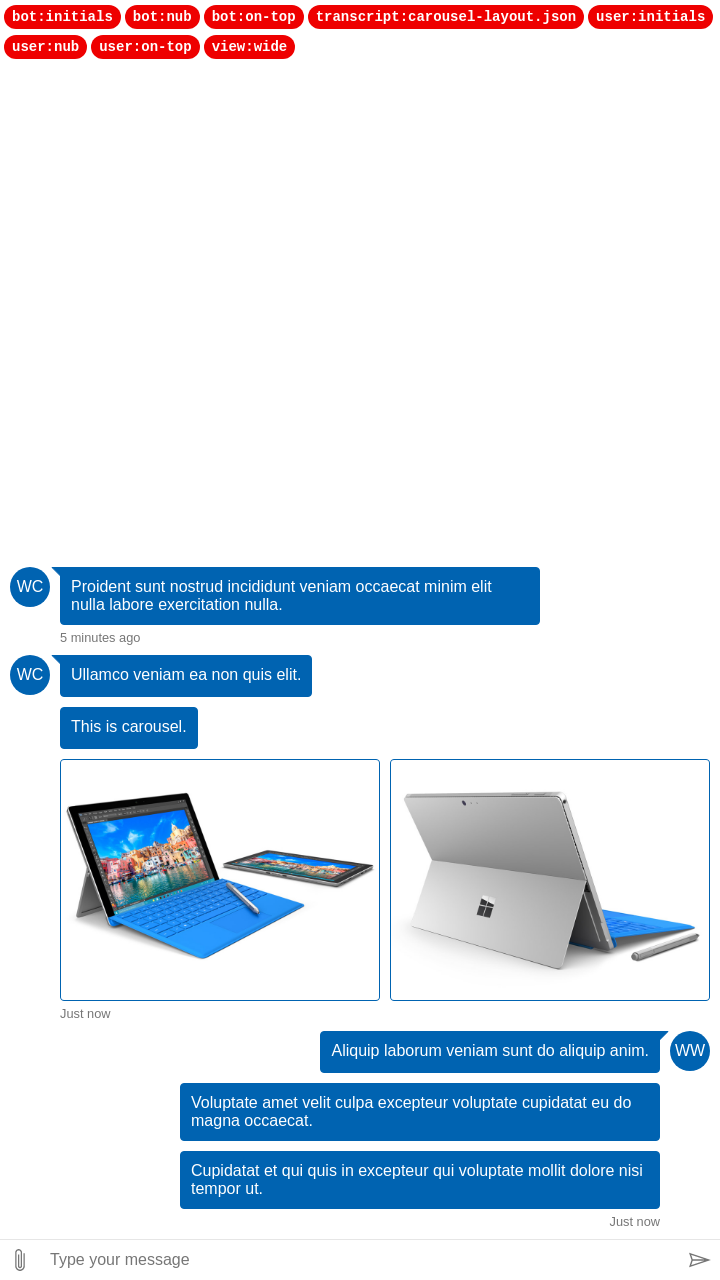 bot:initials bot:nub bot:on-top transcript:carousel-layout.json user:initials
user:nub user:on-top view:wide
WC
Proident sunt nostrud incididunt veniam occaecat minim elit
nulla labore exercitation nulla.
5 minutes ago
WC
Ullamco veniam ea non quis elit.
This is carousel.
Just now
Aliquip laborum veniam sunt do aliquip anim.
WW
Voluptate amet velit culpa excepteur voluptate cupidatat eu do
magna occaecat.
Cupidatat et qui quis in excepteur qui voluptate mollit dolore nisi
tempor ut.
Just now
Type your message